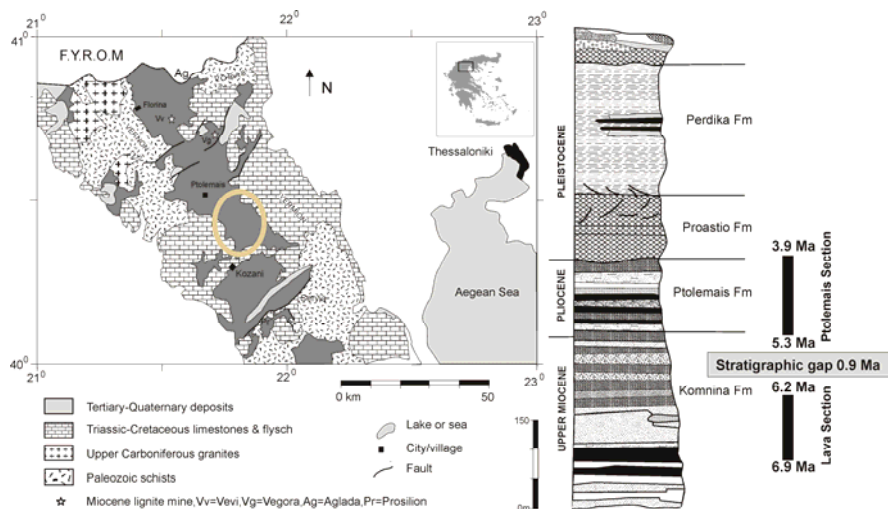 21
22
41
41
F.Y.R.O.M
Ag
N
Florina
Vv
Vg
Ptolemais
VERMION
Kozani
Thessaloniki
Aegean Sea
40
40
21
22
23
0 km
50
Tertiary-Quaternary deposits
Triassic-Cretaceous limestones & flysch
Upper Carboniferous granites
Paleozoic schists
Miocene lignite mine,Vv=Vevi,Vg=Vegora,Ag=Aglada,Pr=Prosilion
Lake or sea
City/village
Fault
150
0m
PLEISTOCENE
PLIOCENE
UPPER MIOCENE
Perdika Fm
Proastio Fm
Ptolemais Fm
Komnina Fm
3.9 Ma
Ptolemais Section
5.3 Ma
Stratigraphic gap 0.9 Ma
6.2 Ma
Lava Section
6.9 Ma